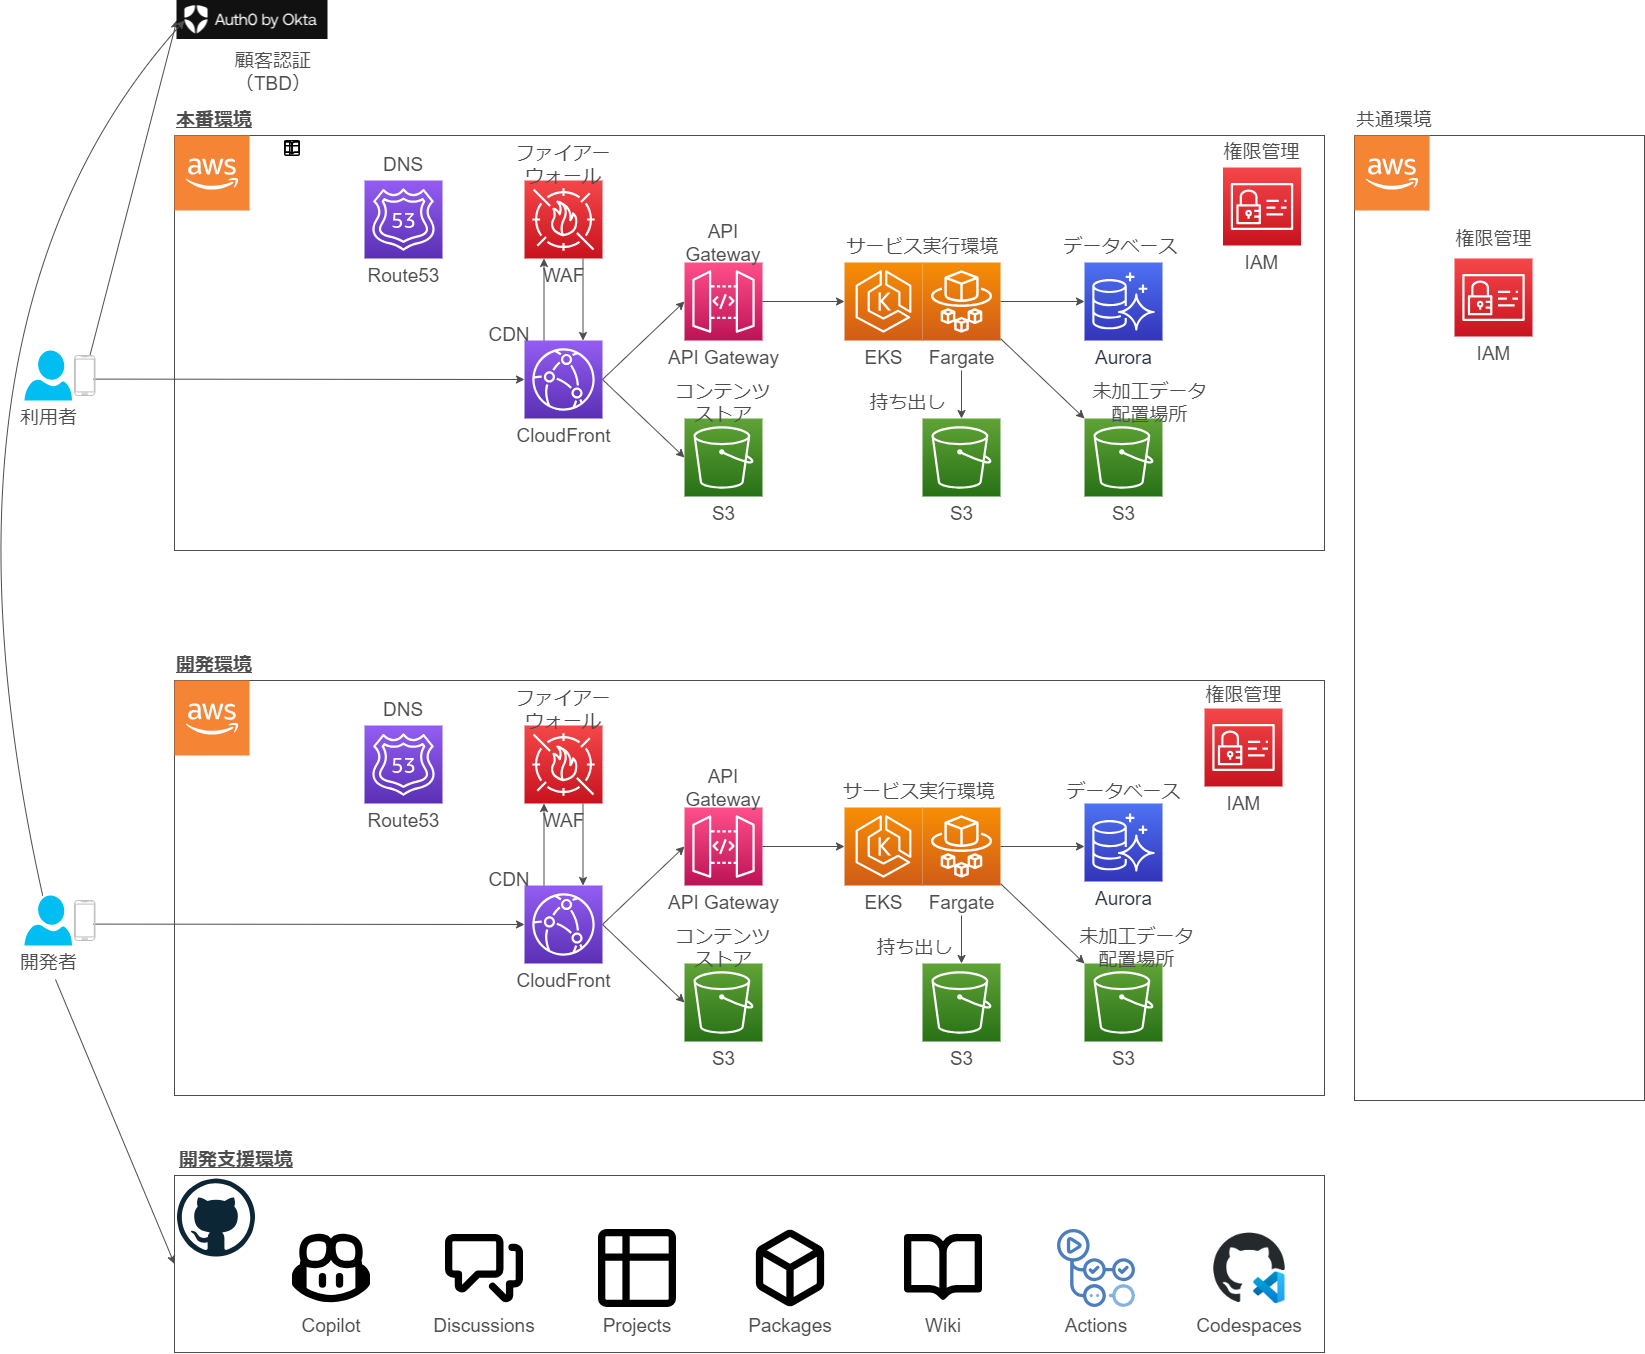 Auth0 by Okta
顧客認証
（TBD）
本番環境
aws
DNS
53
Route53
ファイアー
ウォール
WAF
CDN
CloudFront
API
Gateway
API Gateway
コンテンツ
ストア
S3
サービス実行環境
K
EKS
Fargate
持ち出し
S3
データベース
Aurora
未加工データ
配置場所
S3
権限管理
IAM
共通環境
aws
権限管理
IAM
利用者
開発環境
aws
DNS
53
Route53
ファイアー
ウォール
WAF
CDN
CloudFront
API
Gateway
API Gateway
コンテンツ
ストア
S3
サービス実行環境
K
EKS
Fargate
持ち出し
S3
データベース
Aurora
未加工データ
配置場所
S3
権限管理
IAM
開発者
開発支援環境
Copilot
Discussions
Projects
Packages
Wiki
Actions
Codespaces